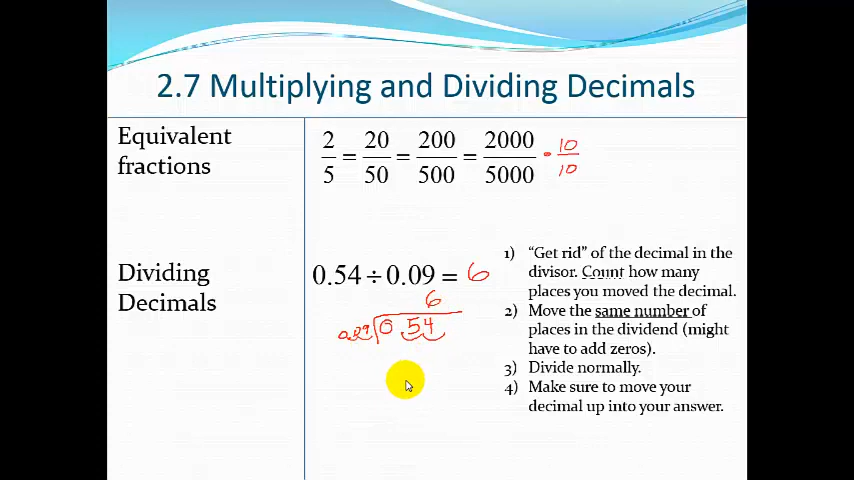 2.7 Multiplying and Dividing Decimals
Equivalent
fractions
2/5 = 20/50 = 200/500 = 2000/5000 · 10/10
Dividing
Decimals
0.54 ÷ 0.09 = 6
6
0.09 0 54
1) “Get rid” of the decimal in the
divisor. Count how many
places you moved the decimal.
2) Move the same number of
places in the dividend (might
have to add zeros).
3) Divide normally.
4) Make sure to move your
decimal up into your answer.